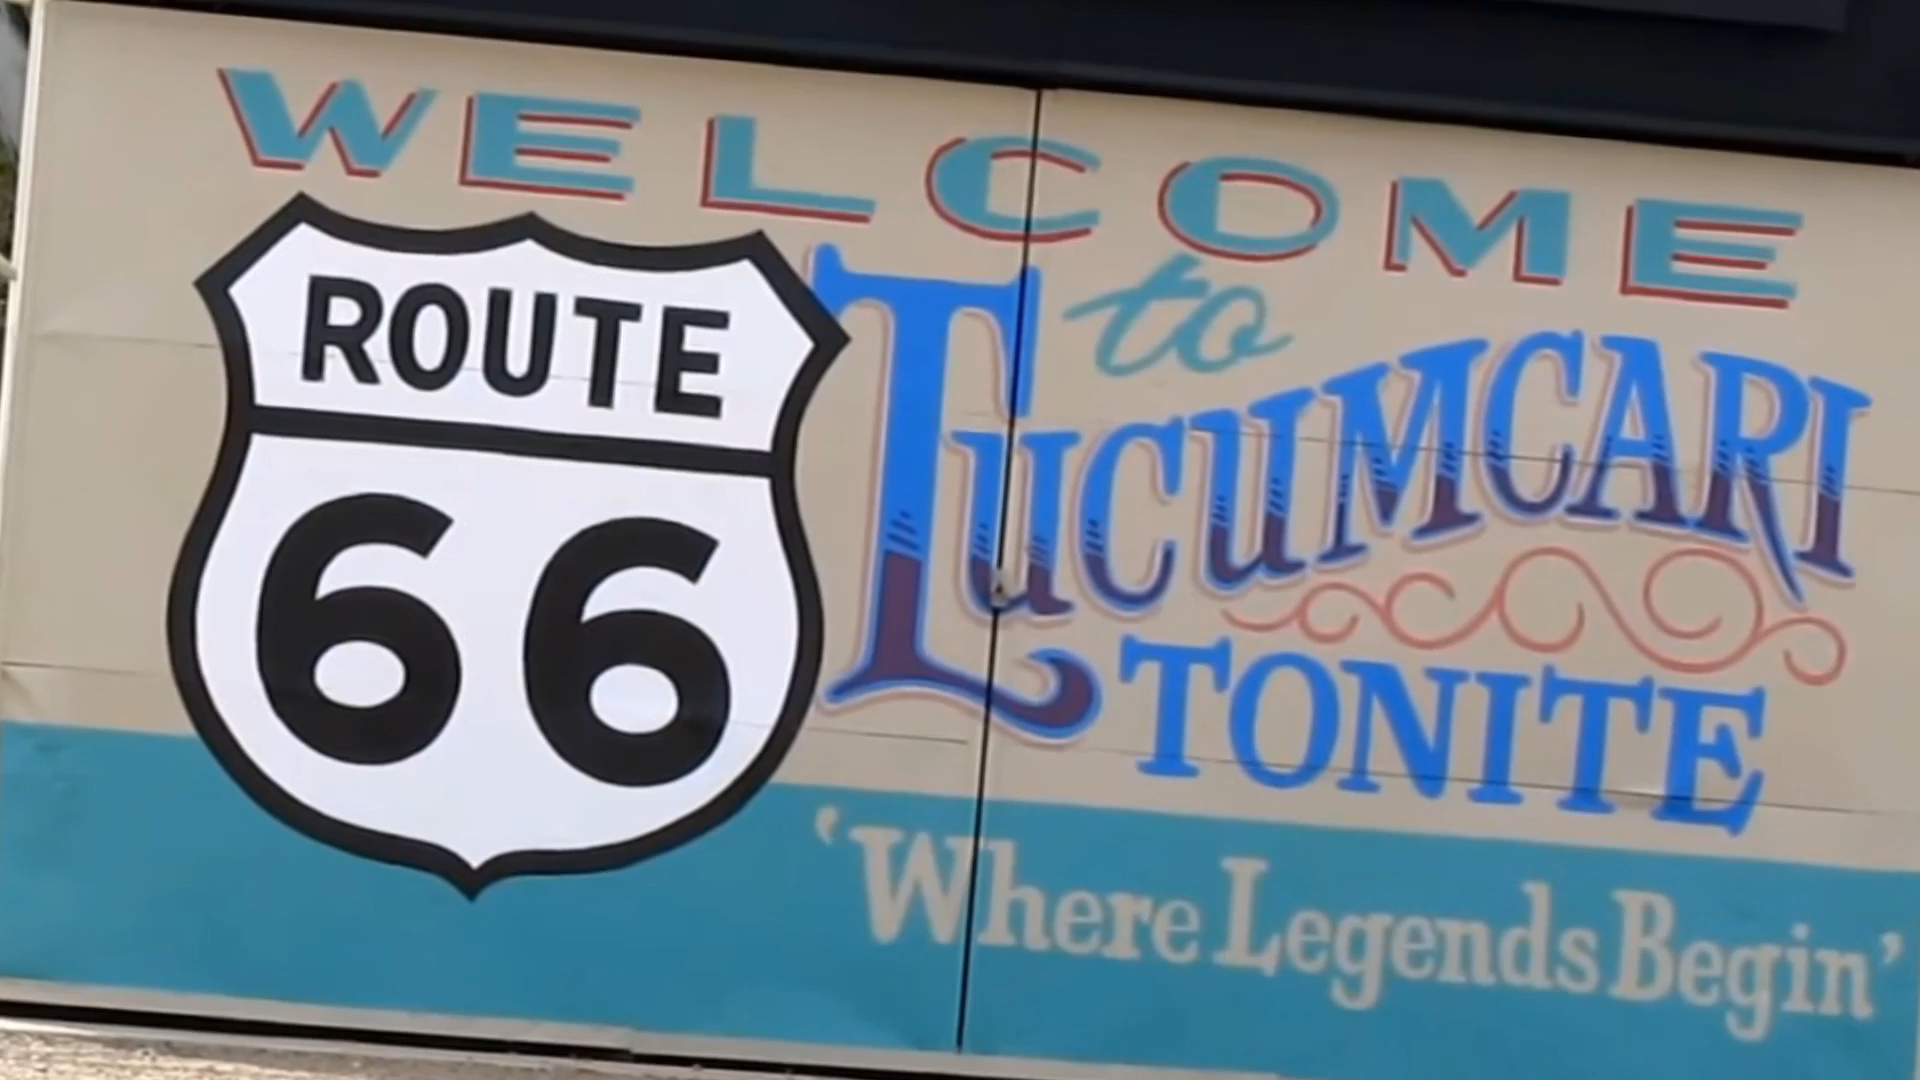 WELCOME
to
TUCUMCARI
TONITE
'Where Legends Begin'
ROUTE
66